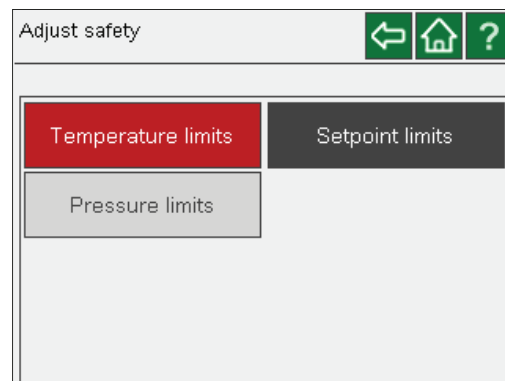 Adjust safety
?
Temperature limits
Setpoint limits
Pressure limits